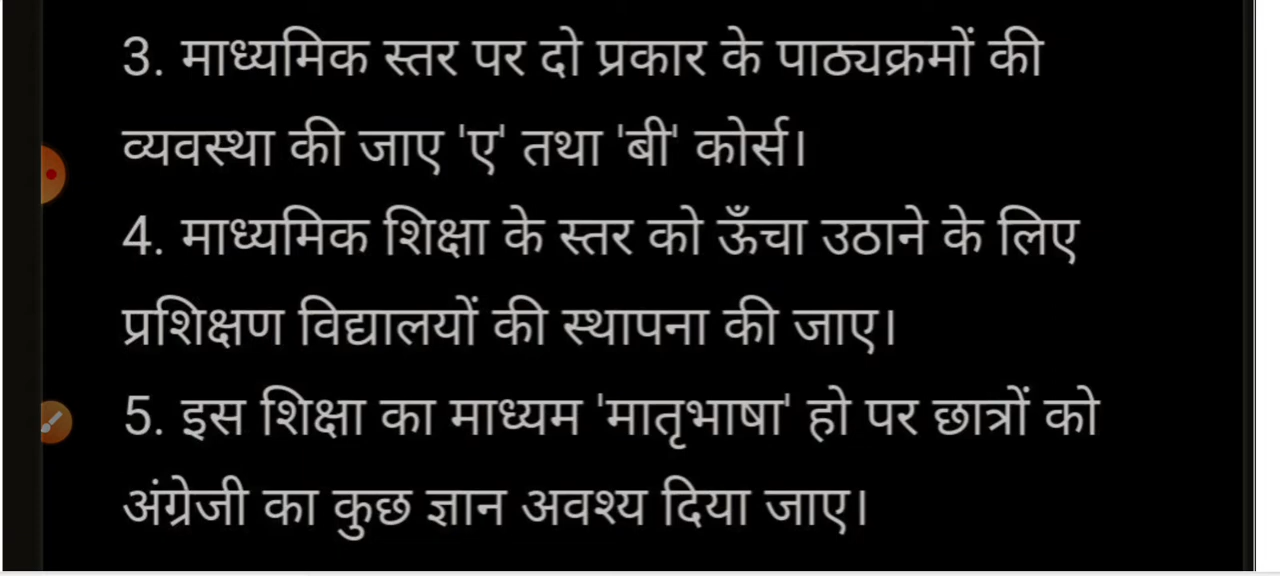 3. माध्यमिक स्तर पर दो प्रकार के पाठ्यक्रमों की
व्यवस्था की जाए 'ए' तथा 'बी' कोर्स।
4. माध्यमिक शिक्षा के स्तर को ऊँचा उठाने के लिए
प्रशिक्षण विद्यालयों की स्थापना की जाए।
5. इस शिक्षा का माध्यम 'मातृभाषा' हो पर छात्रों को
अंग्रेजी का कुछ ज्ञान अवश्य दिया जाए।